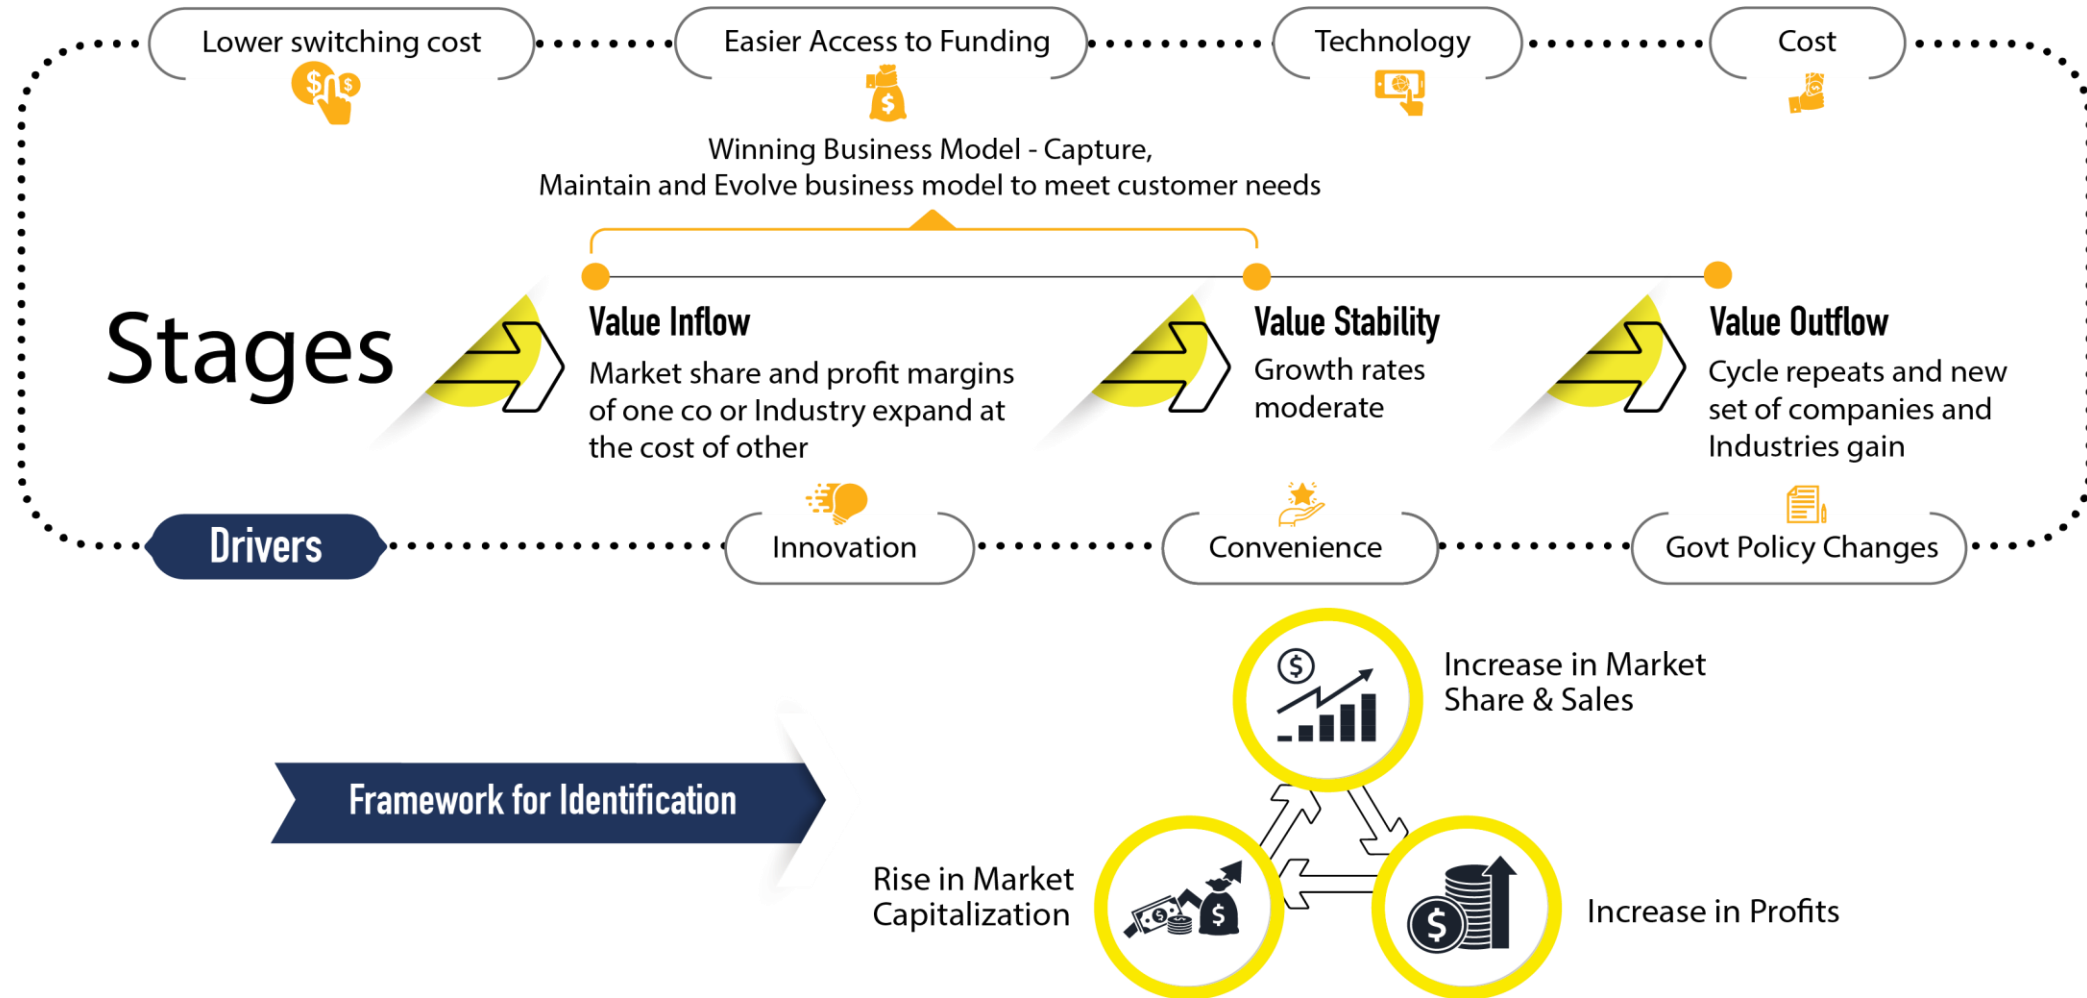 Lower switching cost
Easier Access to Funding
Technology
Cost
Winning Business Model - Capture,
Maintain and Evolve business model to meet customer needs
Stages
Value Inflow
Market share and profit margins
of one co or Industry expand at
the cost of other
Value Stability
Growth rates
moderate
Value Outflow
Cycle repeats and new
set of companies and
Industries gain
Drivers
Innovation
Convenience
Govt Policy Changes
Framework for Identification
Increase in Market
Share & Sales
Rise in Market
Capitalization
Increase in Profits